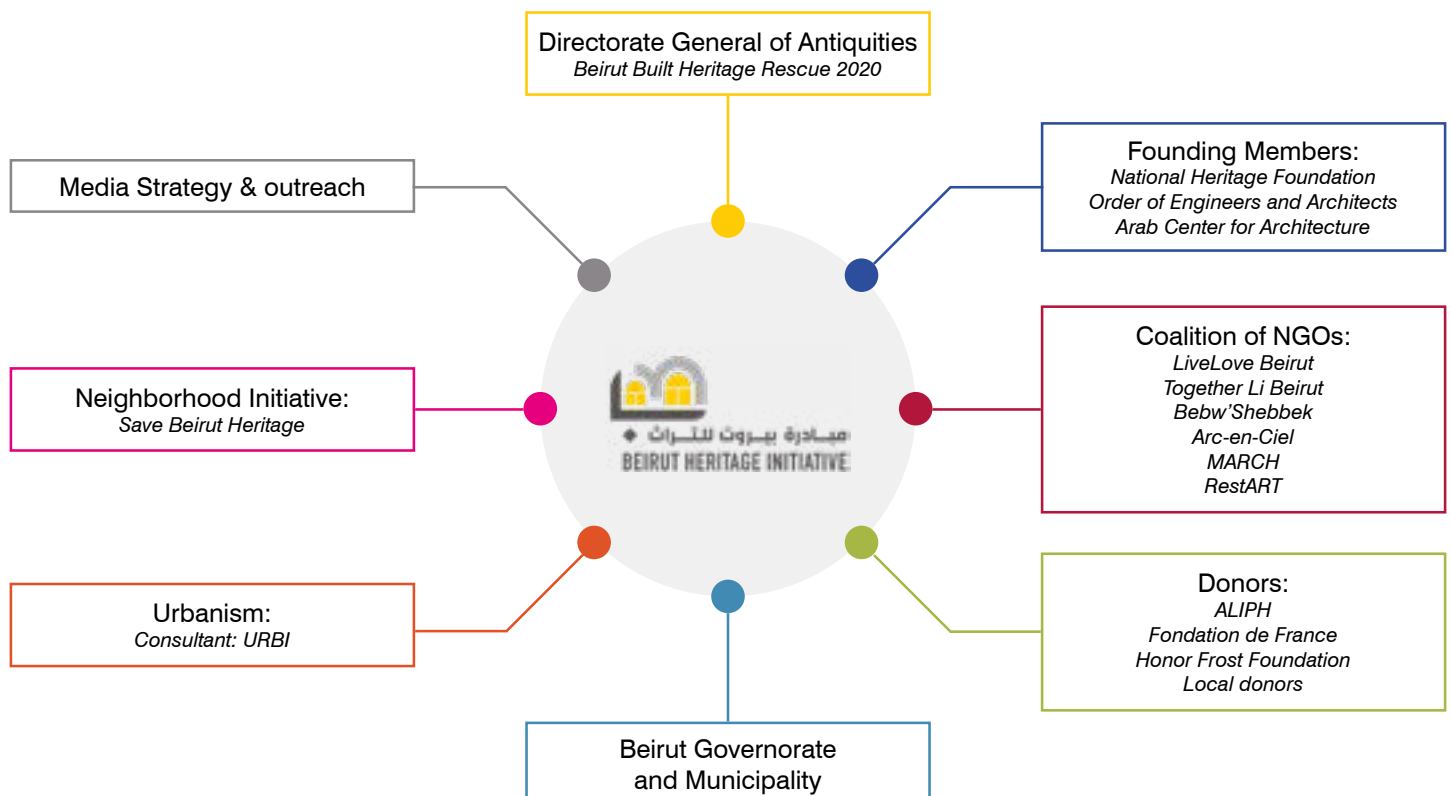 Directorate General of Antiquities
Beirut Built Heritage Rescue 2020
Media Strategy & outreach
Founding Members:
National Heritage Foundation
Order of Engineers and Architects
Arab Center for Architecture
Neighborhood Initiative:
Save Beirut Heritage
مبادرة بيروت للتراث
BEIRUT HERITAGE INITIATIVE
Coalition of NGOs:
LiveLove Beirut
Together Li Beirut
Bebw’Shebbek
Arc-en-Ciel
MARCH
RestART
Urbanism:
Consultant: URBI
Donors:
ALIPH
Fondation de France
Honor Frost Foundation
Local donors
Beirut Governorate
and Municipality